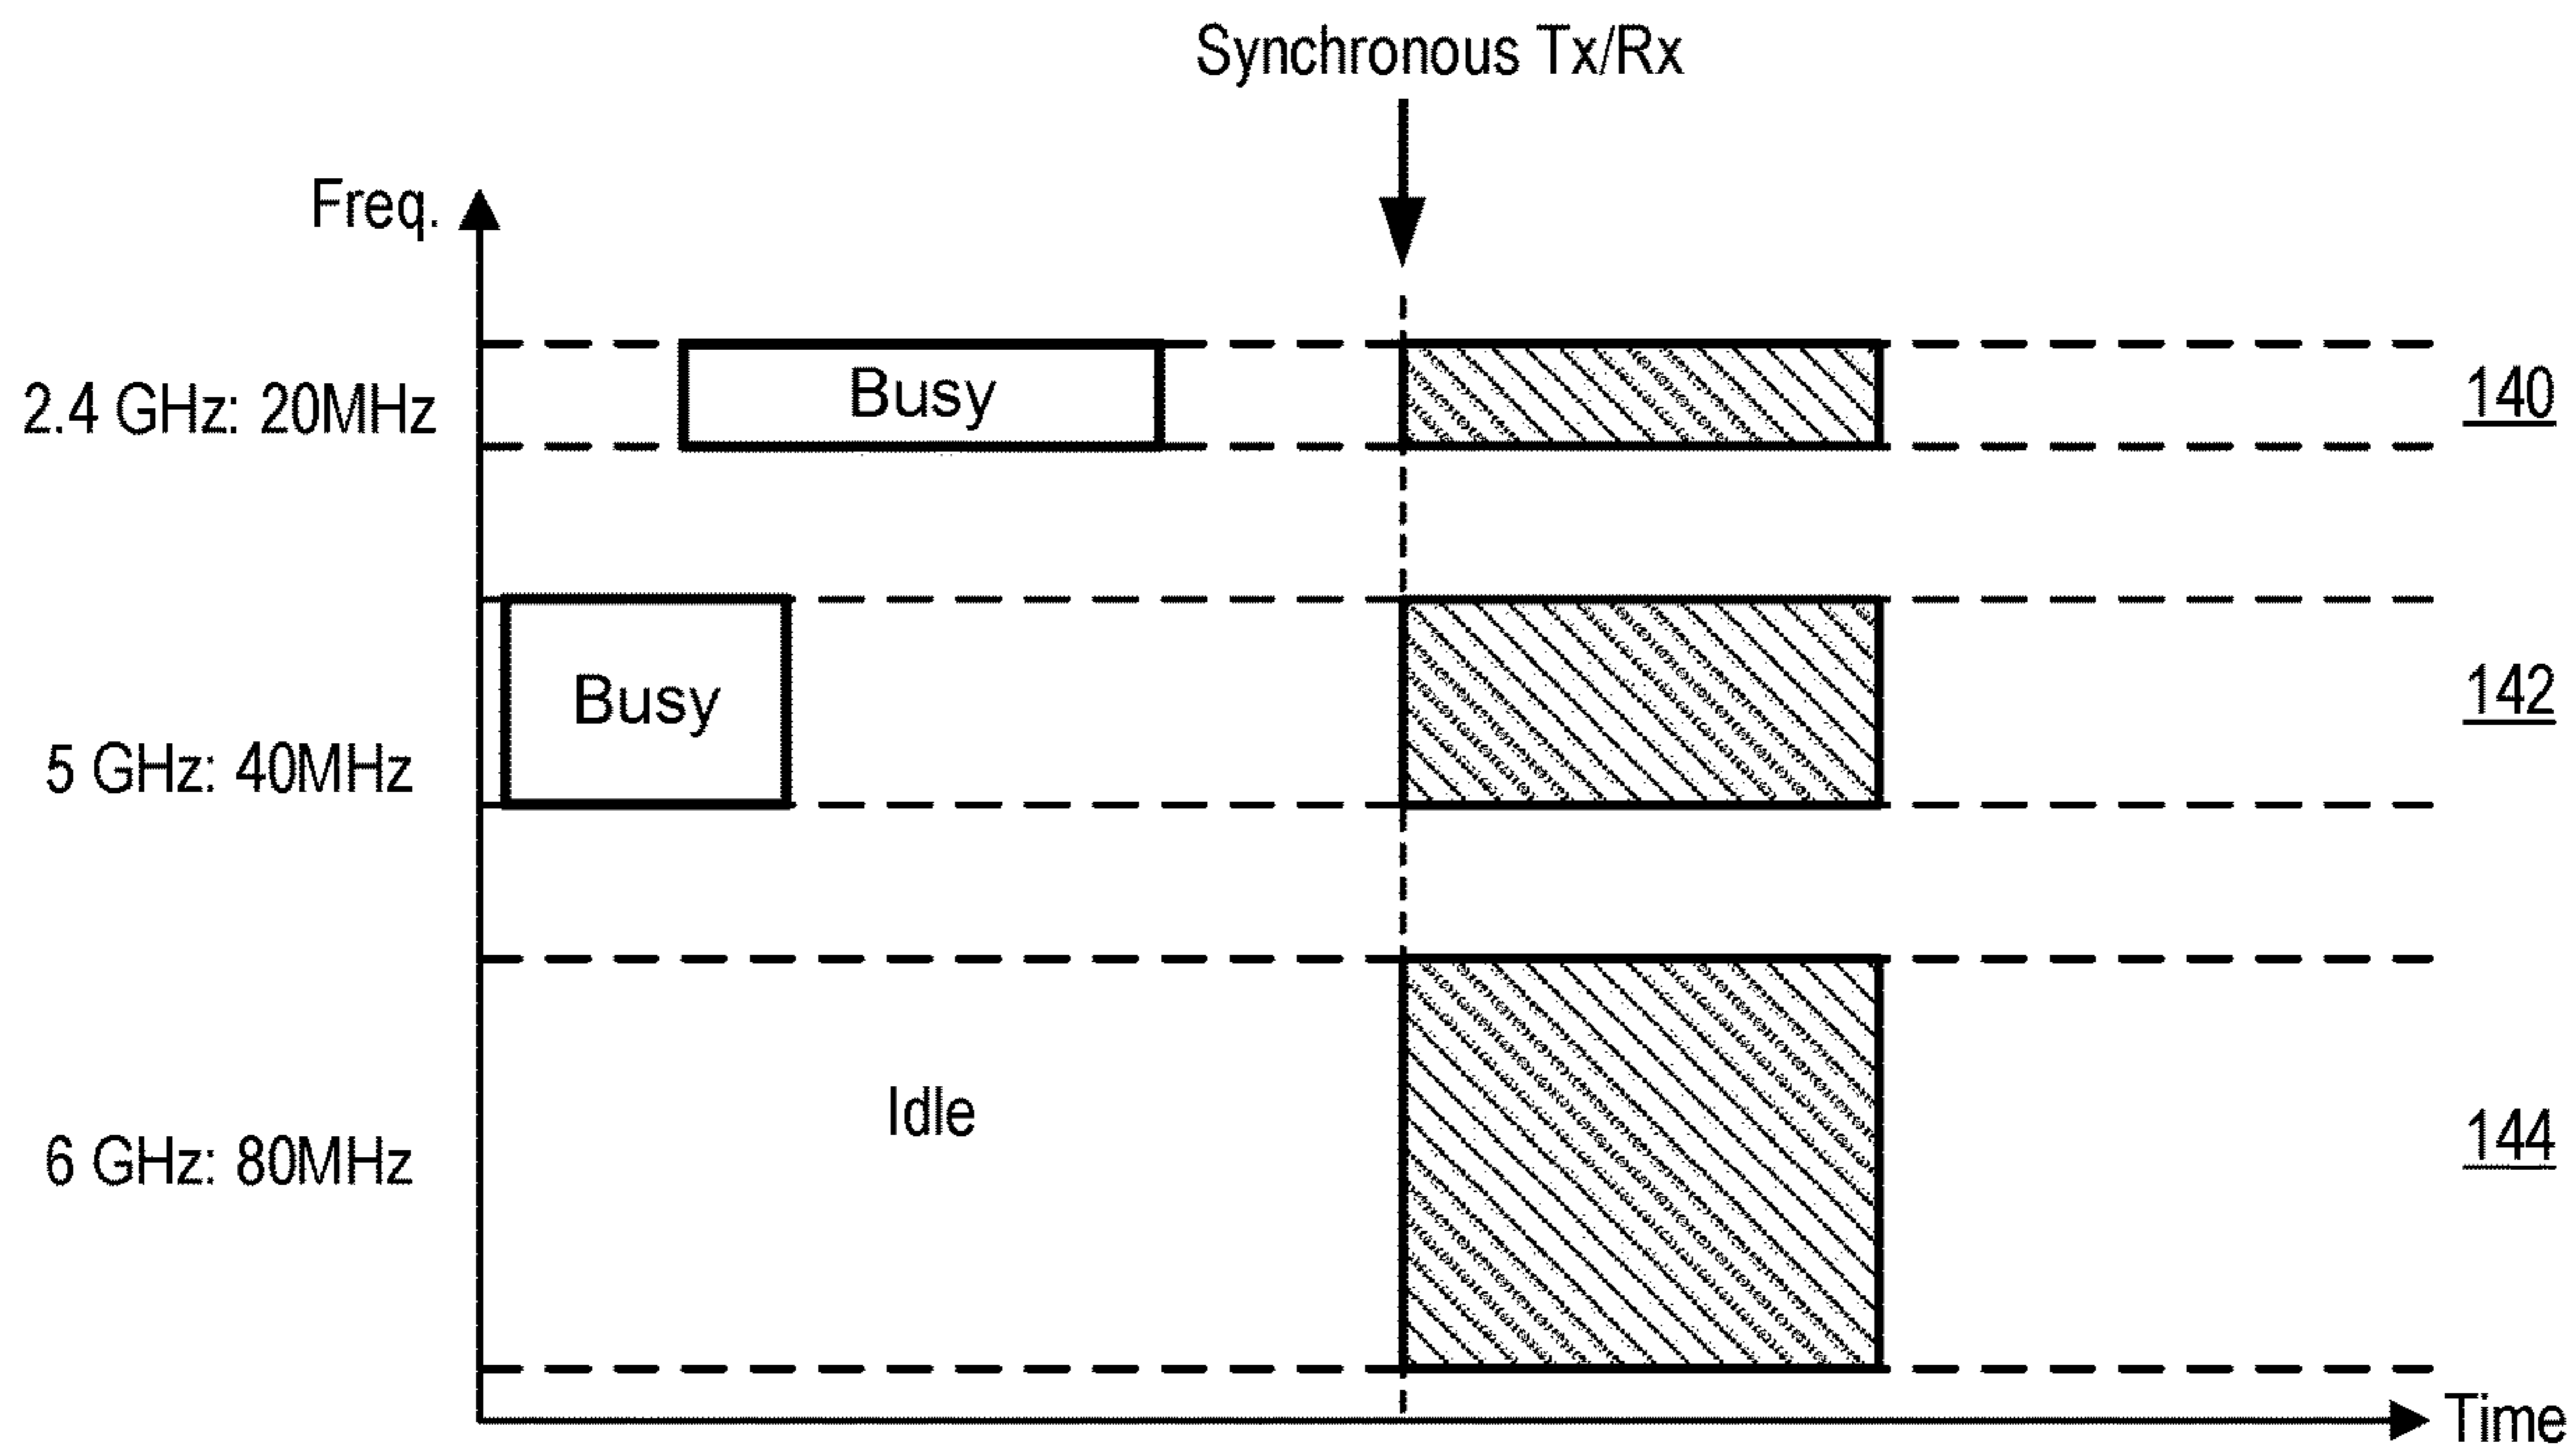 Synchronous Tx/Rx
Freq.
2.4 GHz: 20MHz
Busy
140
5 GHz: 40MHz
Busy
142
6 GHz: 80MHz
Idle
144
Time